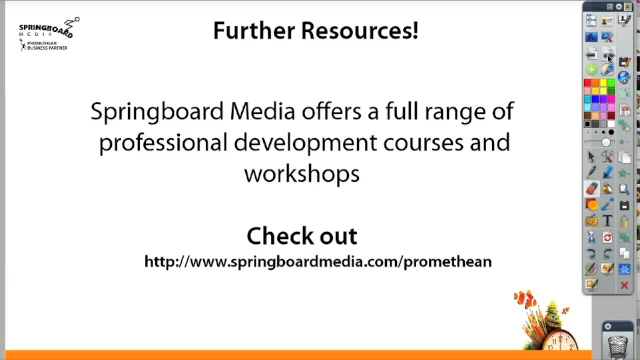 Further Resources!
SPRINGBOARD
MEDIA
PROMETHEAN
BUSINESS PARTNER
Springboard Media offers a full range of
professional development courses and
workshops
Check out
http://www.springboardmedia.com/promethean